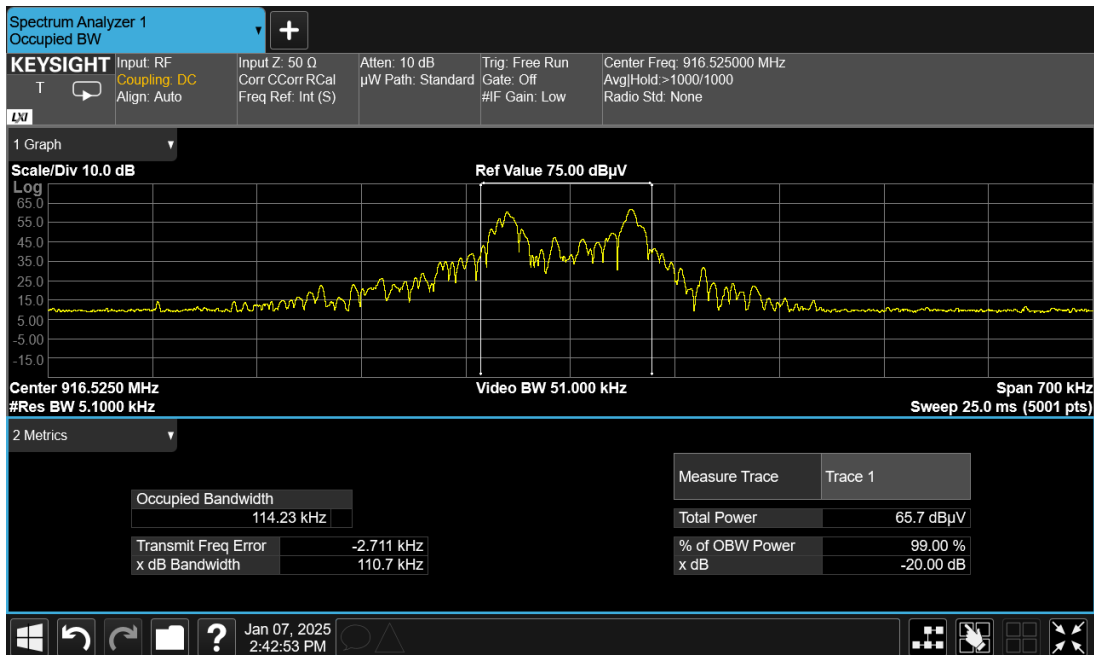 Spectrum Analyzer 1
Occupied BW
KEYSIGHT
T
LXI
Input: RF
Coupling: DC
Align: Auto
Input Z: 50 Ω
Corr CCorr RCal
Freq Ref: Int (S)
Atten: 10 dB
µW Path: Standard
Trig: Free Run
Gate: Off
#IF Gain: Low
Center Freq: 916.525000 MHz
Avg|Hold:>1000/1000
Radio Std: None
1 Graph
Scale/Div 10.0 dB
Ref Value 75.00 dBµV
Log
65.0
55.0
45.0
35.0
25.0
15.0
5.00
-5.00
-15.0
Center 916.5250 MHz
Video BW 51.000 kHz
Span 700 kHz
#Res BW 5.1000 kHz
Sweep 25.0 ms (5001 pts)
2 Metrics
Measure Trace
Trace 1
Occupied Bandwidth
114.23 kHz
Total Power
65.7 dBµV
Transmit Freq Error
-2.711 kHz
% of OBW Power
99.00 %
x dB Bandwidth
110.7 kHz
x dB
-20.00 dB
?
Jan 07, 2025
2:42:53 PM